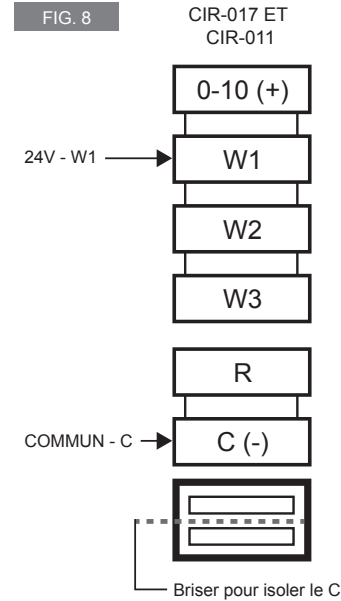 FIG. 8
CIR-017 ET
CIR-011
0-10 (+)
24V - W1
W1
W2
W3
R
COMMUN - C
C (-)
Briser pour isoler le C